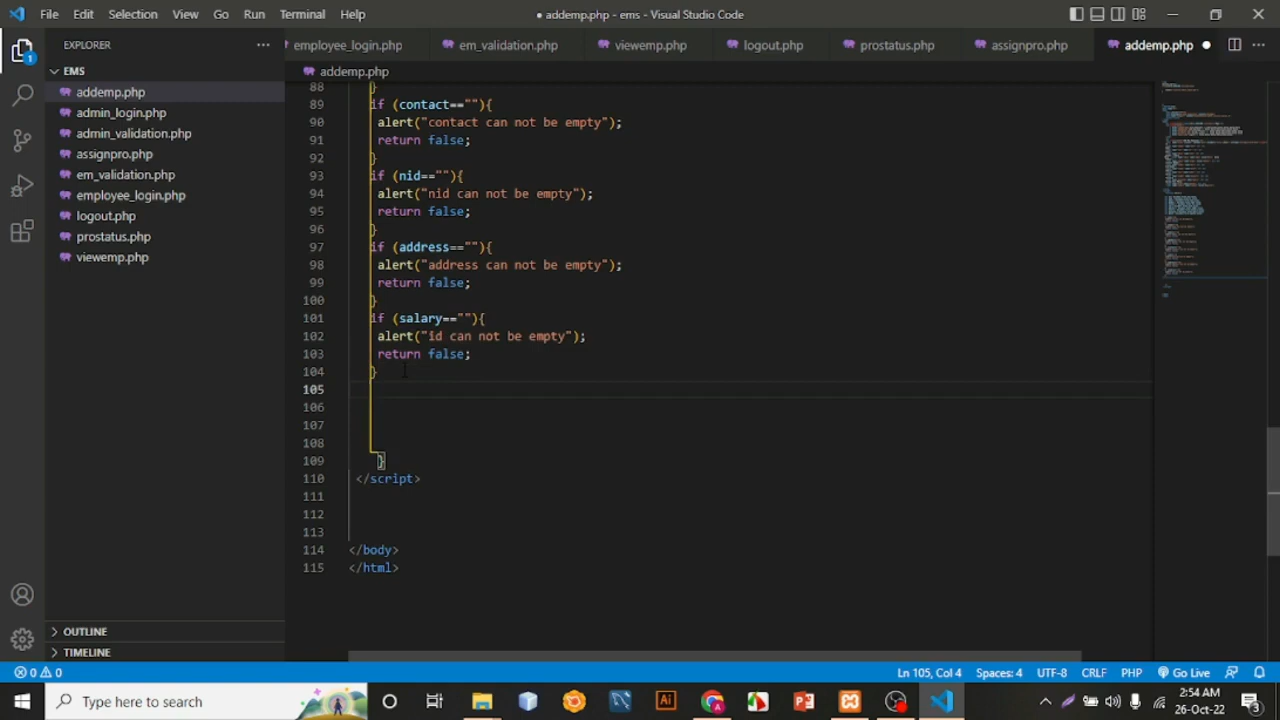 File Edit Selection View Go Run Terminal Help
● addemp.php - ems - Visual Studio Code
EXPLORER
employee_login.php em_validation.php viewemp.php logout.php prostatus.php assignpro.php addemp.php
EMS
addemp.php
addemp.php
admin_login.php
admin_validation.php
assignpro.php
em_validation.php
employee_login.php
logout.php
prostatus.php
viewemp.php
88 }
89 if (contact==""){
90 alert("contact can not be empty");
91 return false;
92 }
93 if (nid==""){
94 alert("nid can not be empty");
95 return false;
96 }
97 if (address==""){
98 alert("address can not be empty");
99 return false;
100 }
101 if (salary==""){
102 alert("id can not be empty");
103 return false;
104 }
105
106
107
108
109 }
110 </script>
111
112
113
114 </body>
115 </html>
OUTLINE
TIMELINE
0 0
Ln 105, Col 4 Spaces: 4 UTF-8 CRLF PHP Go Live
1
Type here to search
Ai
A
2:54 AM
26-Oct-22
3